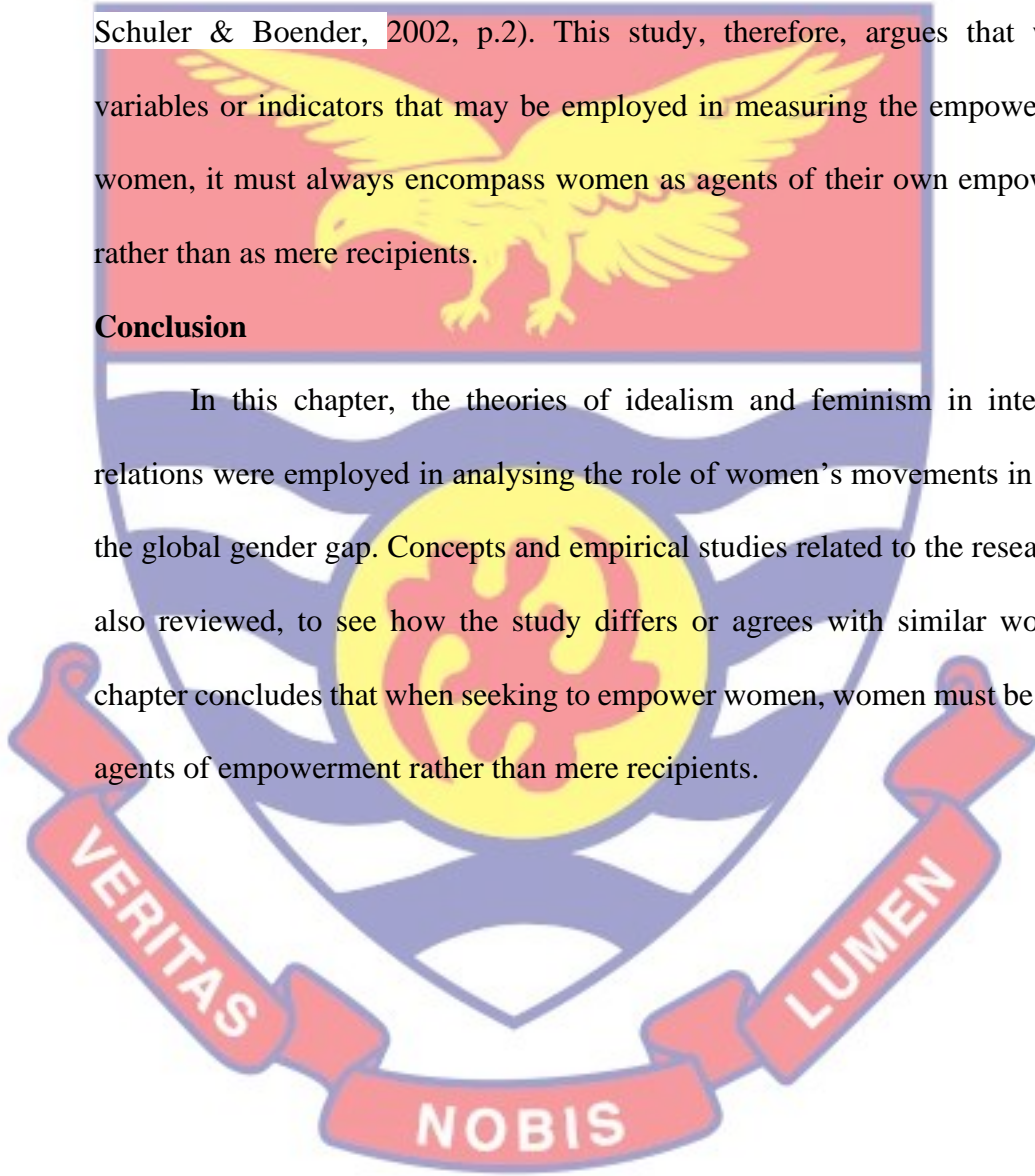 Schuler & Boender, 2002, p.2). This study, therefore, argues that
variables or indicators that may be employed in measuring the empowe
women, it must always encompass women as agents of their own empow
rather than as mere recipients.
Conclusion
In this chapter, the theories of idealism and feminism in inte
relations were employed in analysing the role of women’s movements in
the global gender gap. Concepts and empirical studies related to the resea
also reviewed, to see how the study differs or agrees with similar wo
chapter concludes that when seeking to empower women, women must be
agents of empowerment rather than mere recipients.
VERITAS
NOBIS
LUMEN